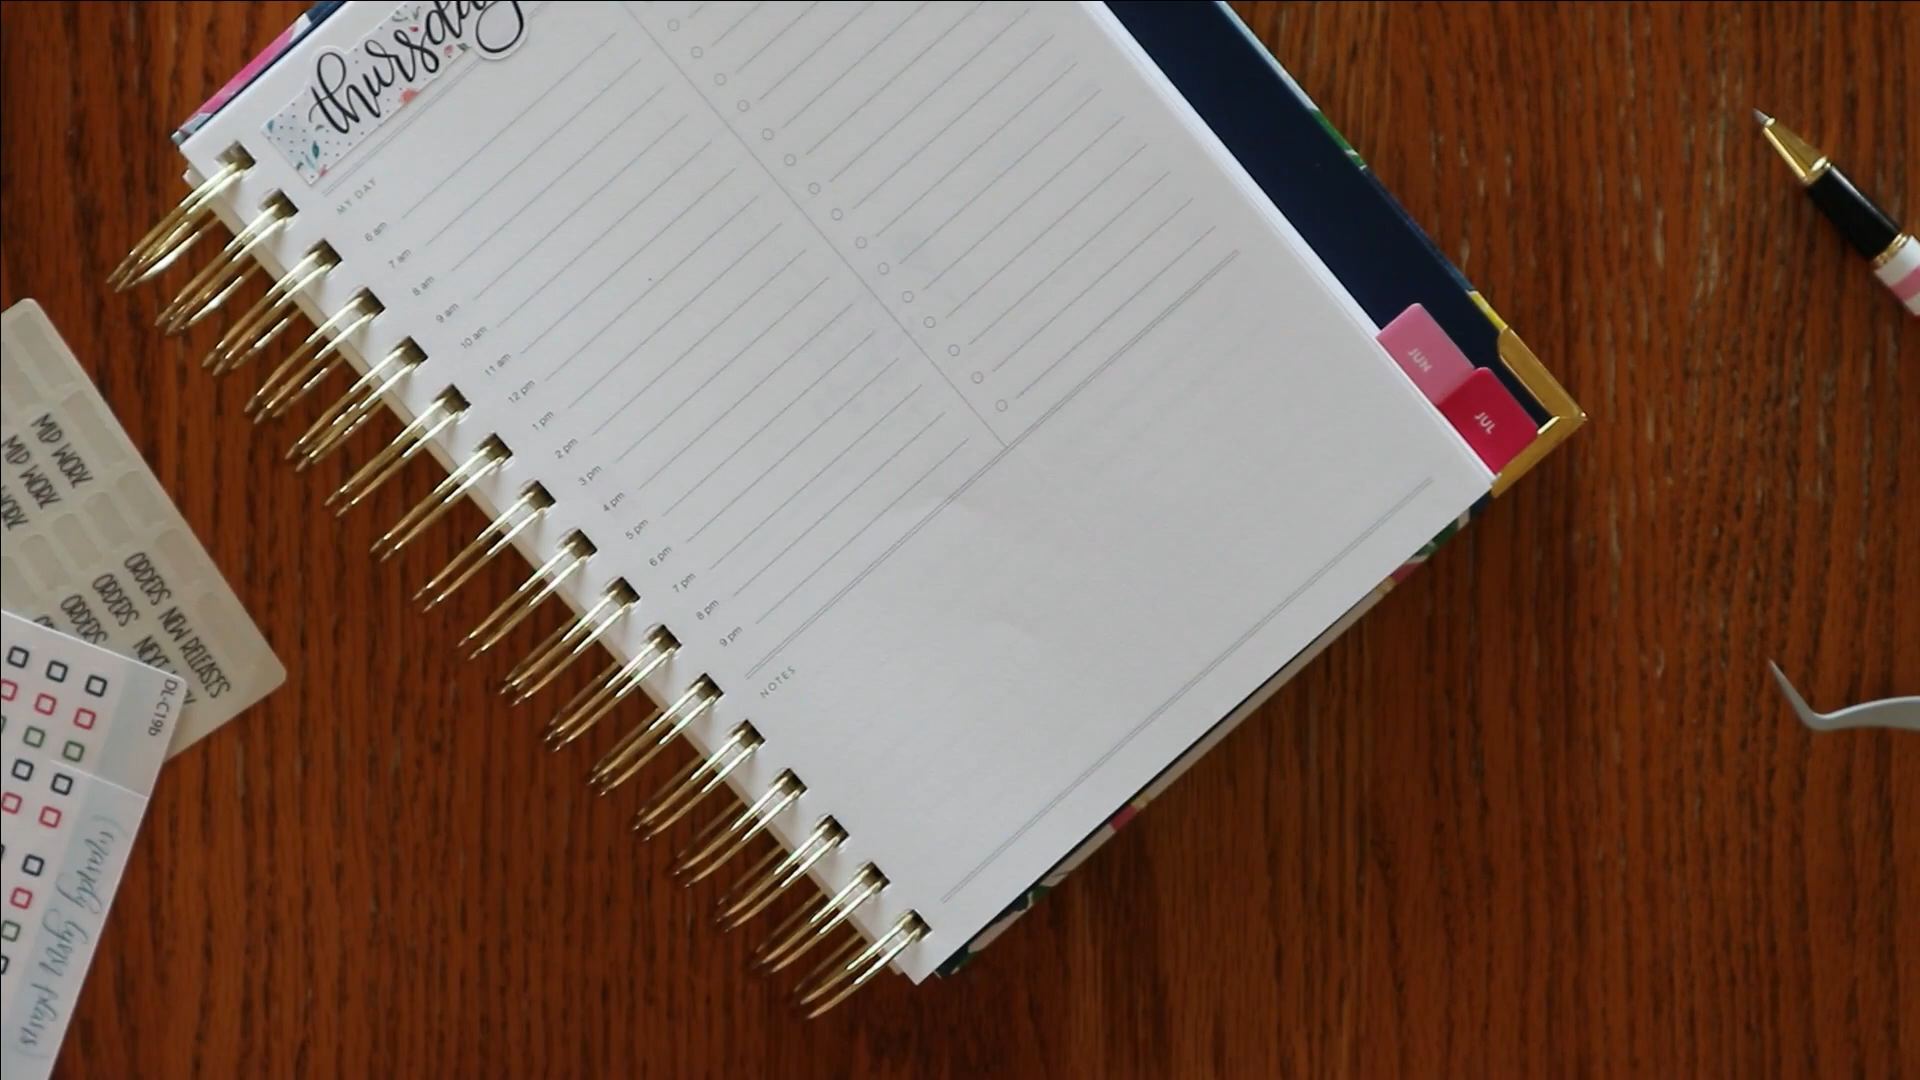 thursday
MY DAY
6 am
7 am
8 am
9 am
10 am
11 am
12 pm
1 pm
2 pm
3 pm
4 pm
5 pm
6 pm
7 pm
8 pm
9 pm
NOTES
JUN
JUL
MID WORK
MID WORK
WORK
ORDERS NEW RELEASES
ORDERS
ORDERS
DL-C19b
plans